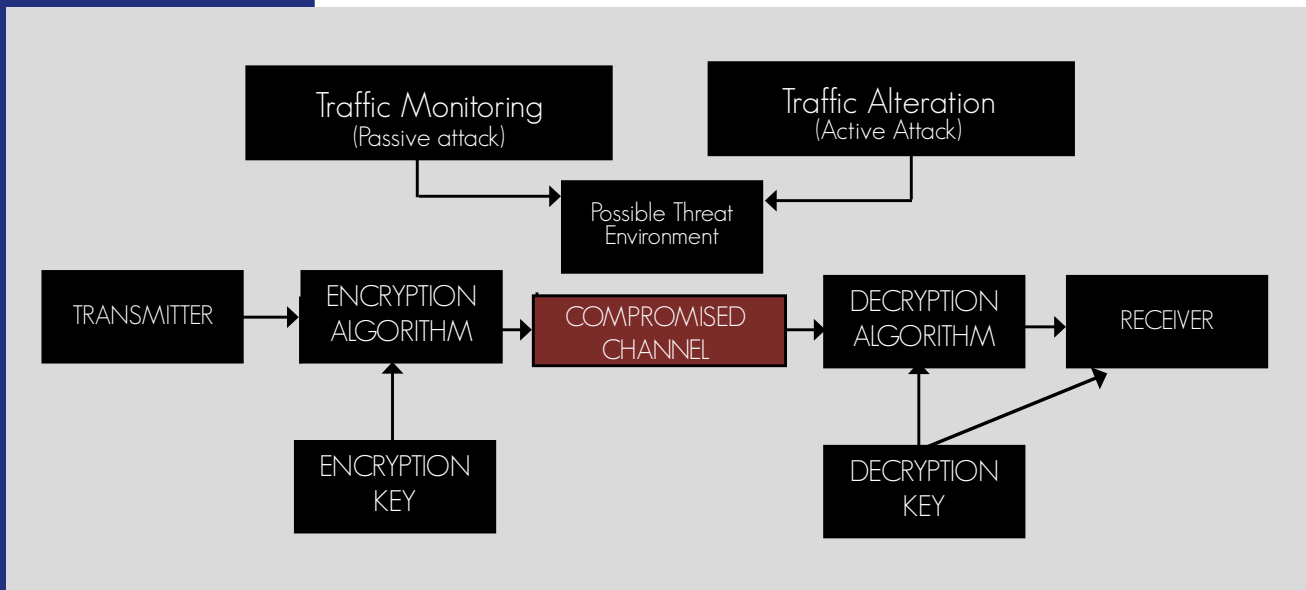 Traffic Monitoring
(Passive attack)
Traffic Alteration
(Active Attack)
Possible Threat
Environment
TRANSMITTER
ENCRYPTION
ALGORITHM
COMPROMISED
CHANNEL
DECRYPTION
ALGORITHM
RECEIVER
ENCRYPTION
KEY
DECRYPTION
KEY